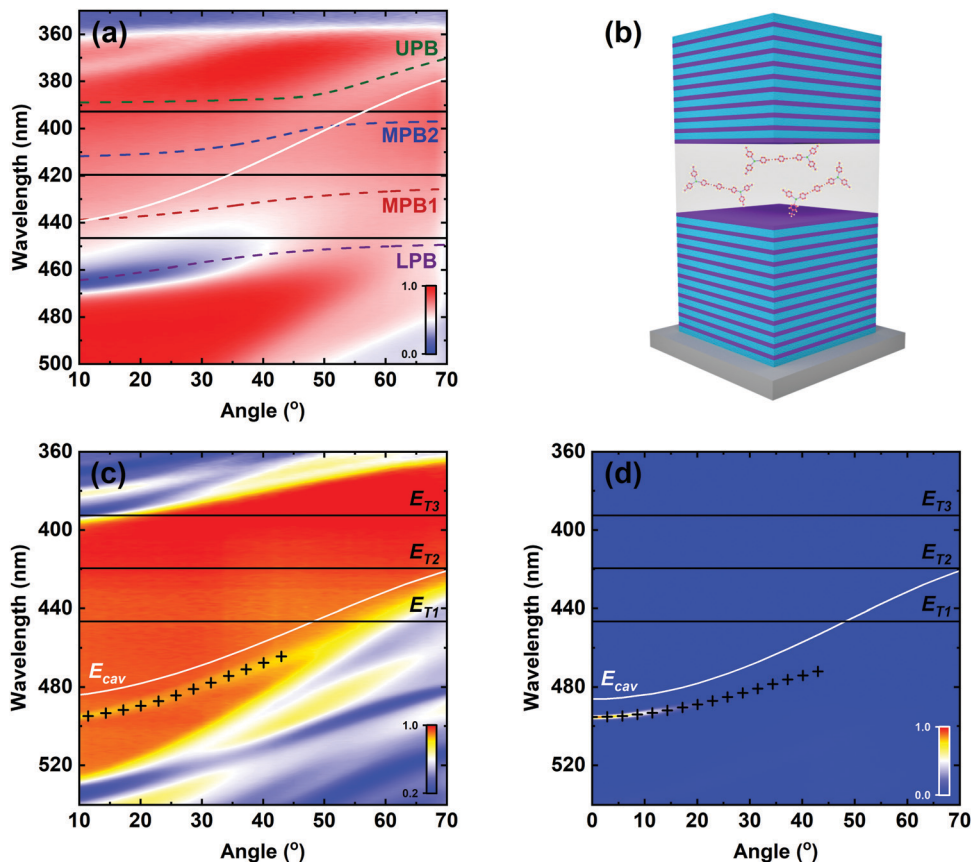 (a)
UPB
MPB2
MPB1
LPB
1.0
0.0
360
380
400
420
440
460
480
500
Wavelength (nm)
10 20 30 40 50 60 70
Angle (°)
(b)
(c)
E_T3
E_T2
E_T1
E_cav
1.0
0.2
360
400
440
480
520
Wavelength (nm)
10 20 30 40 50 60 70
Angle (°)
(d)
E_T3
E_T2
E_T1
E_cav
1.0
0.0
360
400
440
480
520
Wavelength (nm)
0 10 20 30 40 50 60 70
Angle (°)